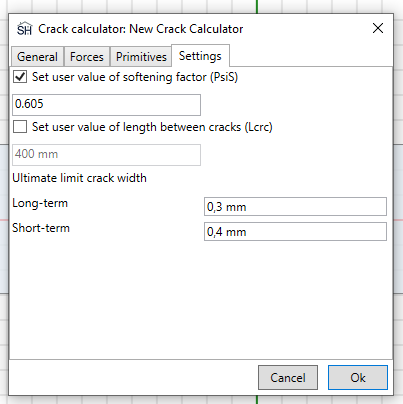 SH Crack calculator: New Crack Calculator
General Forces Primitives Settings
Set user value of softening factor (PsiS)
0.605
Set user value of length between cracks (Lcrc)
400 mm
Ultimate limit crack width
Long-term 0,3 mm
Short-term 0,4 mm
Cancel Ok